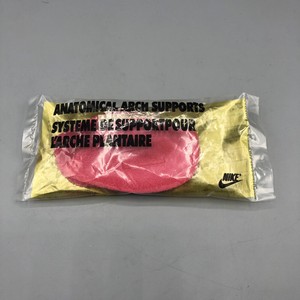 ANATOMICAL ARCH SUPPORTS
SYSTEME DE SUPPORT POUR
L'ARCHE PLANTAIRE
NIKE